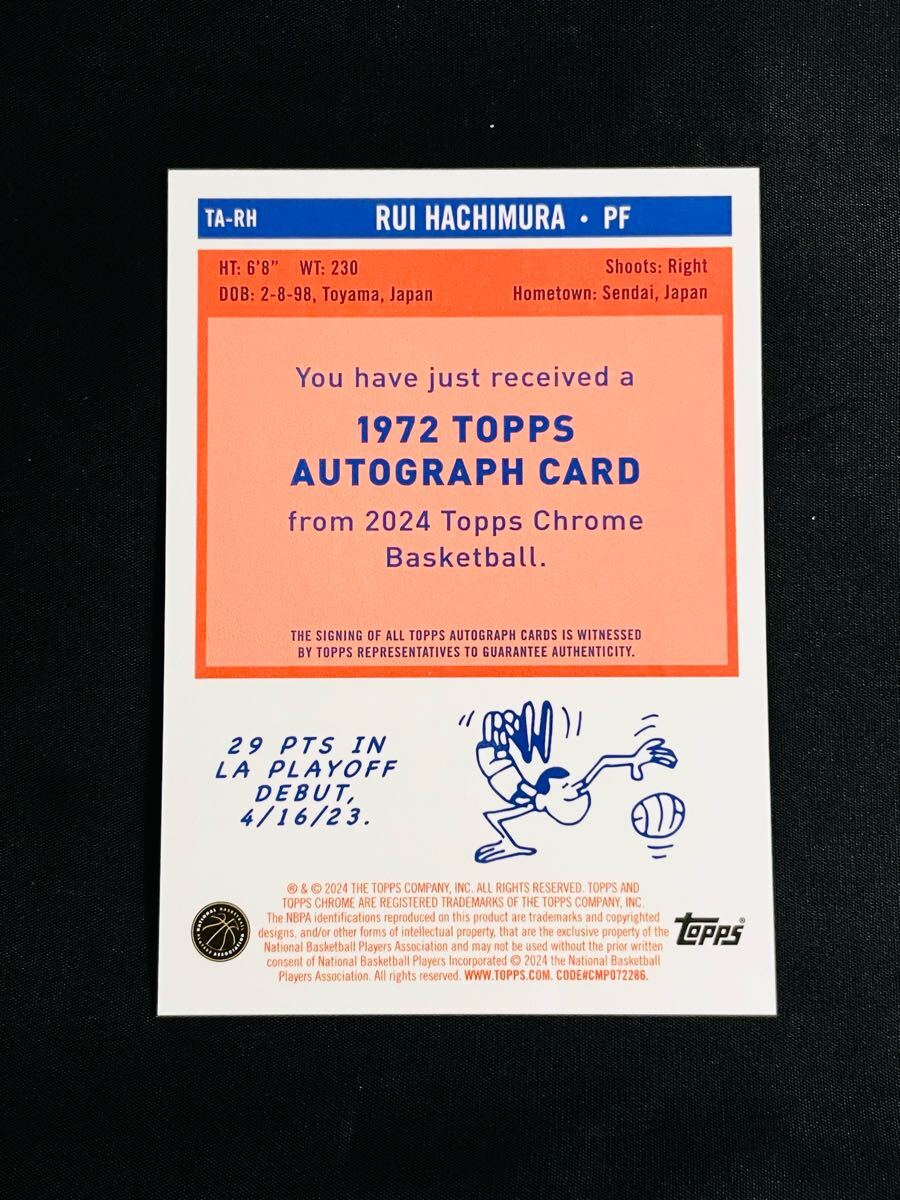 TA-RH RUI HACHIMURA • PF
HT: 6'8" WT: 230 Shoots: Right
DOB: 2-8-98, Toyama, Japan Hometown: Sendai, Japan
You have just received a
1972 TOPPS
AUTOGRAPH CARD
from 2024 Topps Chrome
Basketball.
THE SIGNING OF ALL TOPPS AUTOGRAPH CARDS IS WITNESSED
BY TOPPS REPRESENTATIVES TO GUARANTEE AUTHENTICITY.
29 PTS IN
LA PLAYOFF
DEBUT,
4/16/23.
® & © 2024 THE TOPPS COMPANY, INC. ALL RIGHTS RESERVED. TOPPS AND
TOPPS CHROME ARE REGISTERED TRADEMARKS OF THE TOPPS COMPANY, INC.
The NBPA identifications reproduced on this product are trademarks and copyrighted
designs, and/or other forms of intellectual property, that are the exclusive property of the
National Basketball Players Association and may not be used without the prior written
consent of National Basketball Players Incorporated © 2024 the National Basketball
Players Association. All rights reserved. WWW.TOPPS.COM. CODE#CMP072286.
NATIONAL BASKETBALL
PLAYERS ASSOCIATION
Topps®